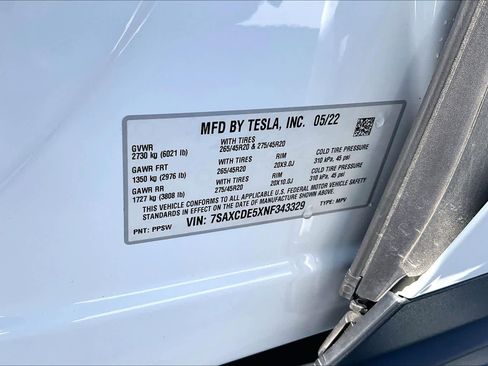 MFD BY TESLA, INC. 05/22
GVWR WITH TIRES
2730 kg (6021 lb) 265/45R20 & 275/45R20
GAWR FRT WITH TIRES RIM COLD TIRE PRESSURE
1350 kg (2976 lb) 265/45R20 20X9.0J 310 kPa, 45 psi
GAWR RR WITH TIRES RIM COLD TIRE PRESSURE
1727 kg (3808 lb) 275/45R20 20X10.0J 310 kPa, 45 psi
THIS VEHICLE CONFORMS TO ALL APPLICABLE U.S. FEDERAL MOTOR VEHICLE SAFETY
STANDARDS IN EFFECT ON THE DATE OF MANUFACTURE SHOWN ABOVE.
VIN: 7SAXCDE5XNF343329
PNT: PPSW TYPE: MPV